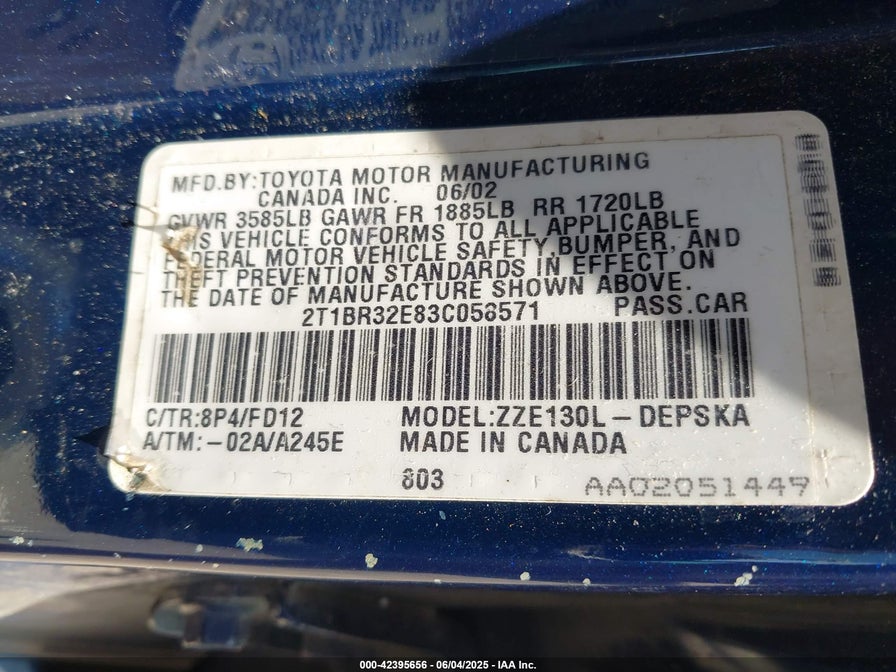 MFD.BY:TOYOTA MOTOR MANUFACTURING
CANADA INC. 06/02
GVWR 3585LB GAWR FR 1885LB RR 1720LB
THIS VEHICLE CONFORMS TO ALL APPLICABLE
FEDERAL MOTOR VEHICLE SAFETY, BUMPER, AND
THEFT PREVENTION STANDARDS IN EFFECT ON
THE DATE OF MANUFACTURE SHOWN ABOVE.
2T1BR32E83C058571 PASS.CAR
C/TR:8P4/FD12 MODEL:ZZE130L-DEPSKA
A/TM:-02A/A245E MADE IN CANADA
803 AA02051449
000-42395656 - 06/04/2025 - IAA Inc.